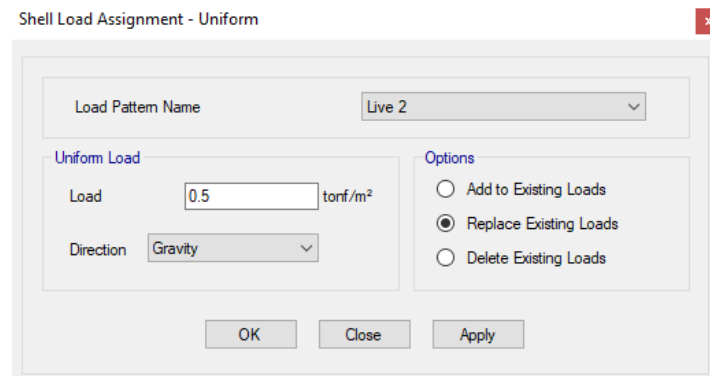 Shell Load Assignment - Uniform
x
Load Pattern Name
Live 2
Uniform Load
Load
0.5
tonf/m²
Direction
Gravity
Options
Add to Existing Loads
Replace Existing Loads
Delete Existing Loads
OK
Close
Apply